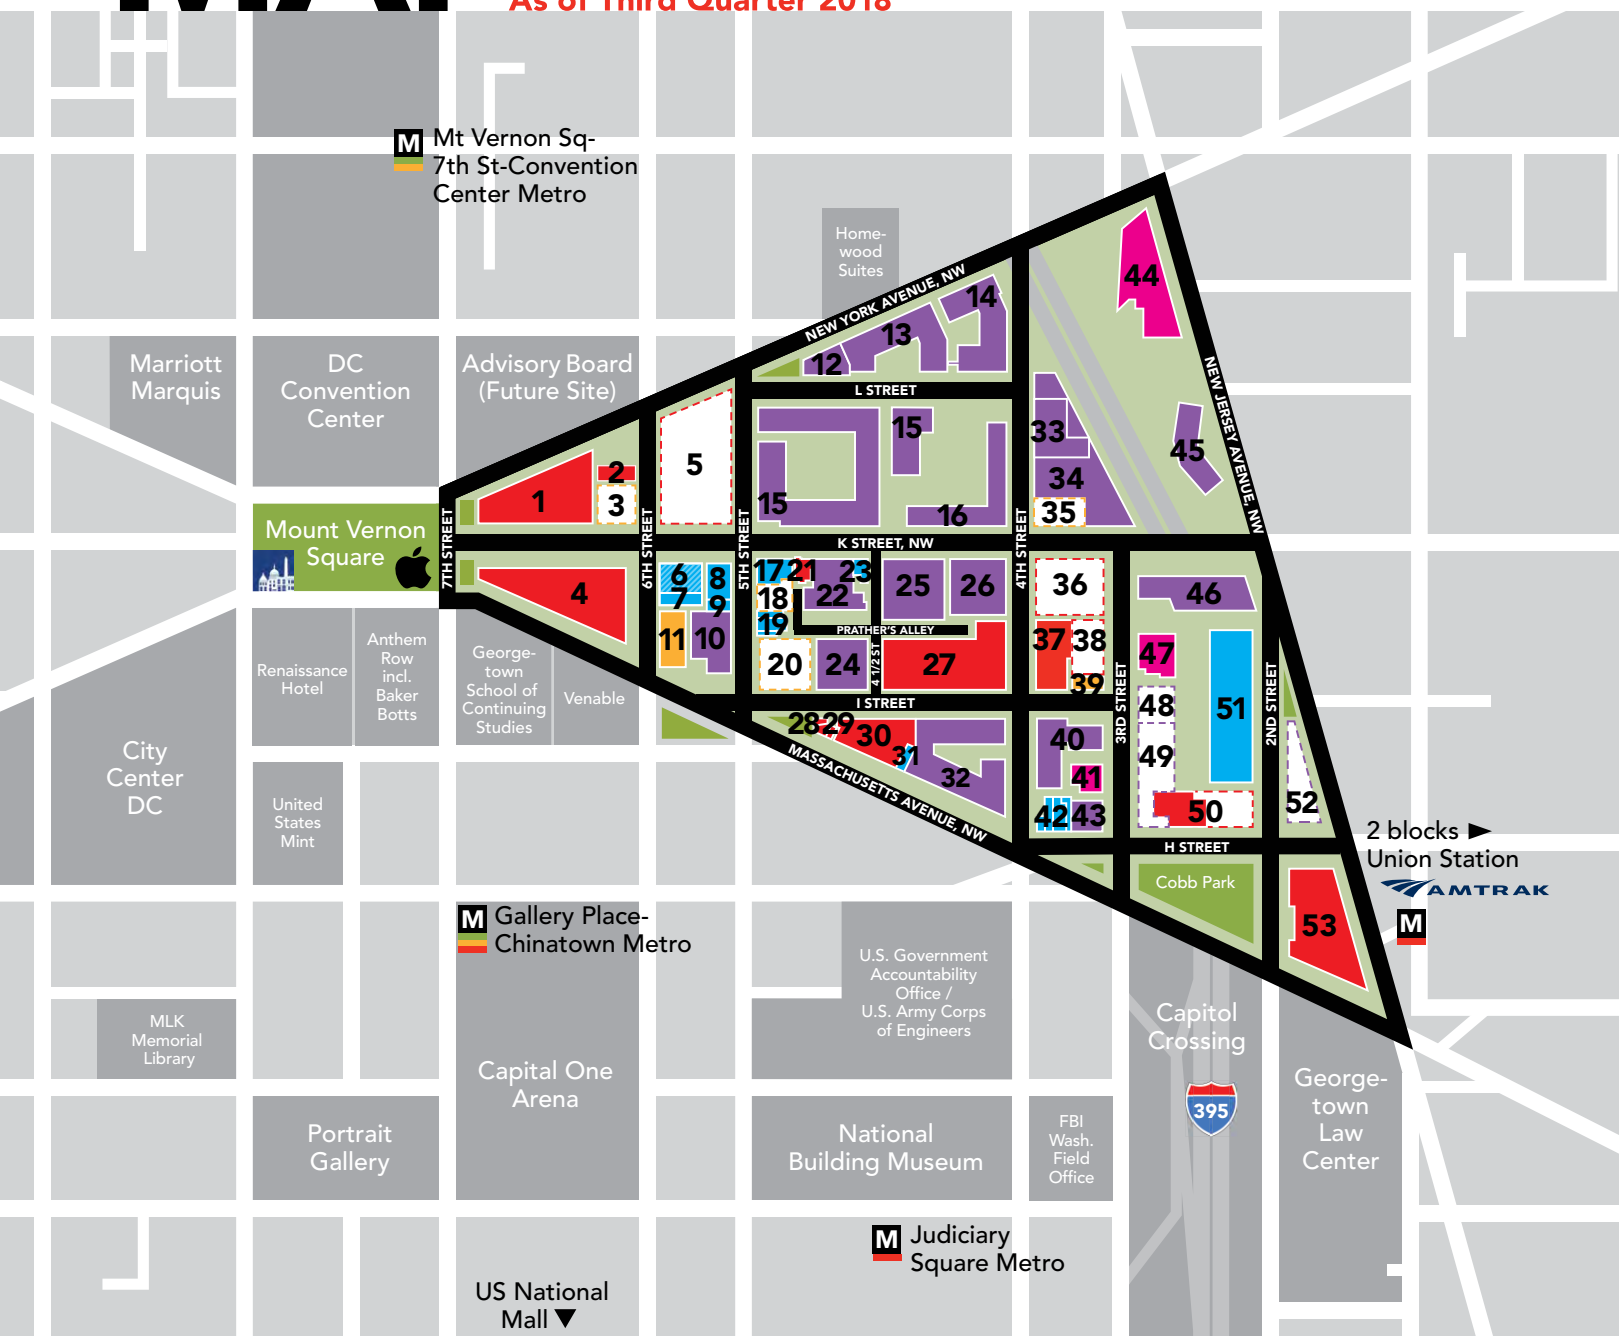 MAP
As of Third Quarter 2018
M
Mt Vernon Sq-
7th St-Convention
Center Metro
Home-
wood
Suites
Marriott
Marquis
DC
Convention
Center
Advisory Board
(Future Site)
NEW YORK AVENUE, NW
NEW JERSEY AVENUE, NW
L STREET
K STREET, NW
7TH STREET
6TH STREET
5TH STREET
4TH STREET
3RD STREET
2ND STREET
4 1/2 ST
PRATHER'S ALLEY
I STREET
MASSACHUSETTS AVENUE, NW
H STREET
1
2
3
4
5
6
7
8
9
10
11
12
13
14
15
15
16
17
18
19
20
21
22
23
24
25
26
27
28
29
30
31
32
33
34
35
36
37
38
39
40
41
42
43
44
45
46
47
48
49
50
51
52
53
Mount Vernon
Square
Renaissance
Hotel
Anthem
Row
incl.
Baker
Botts
George-
town
School of
Continuing
Studies
Venable
City
Center
DC
United
States
Mint
2 blocks
Union Station
AMTRAK
M
Cobb Park
M
Gallery Place-
Chinatown Metro
U.S. Government
Accountability
Office /
U.S. Army Corps
of Engineers
MLK
Memorial
Library
Capital One
Arena
Capitol
Crossing
395
George-
town
Law
Center
Portrait
Gallery
National
Building Museum
FBI
Wash.
Field
Office
M
Judiciary
Square Metro
US National
Mall